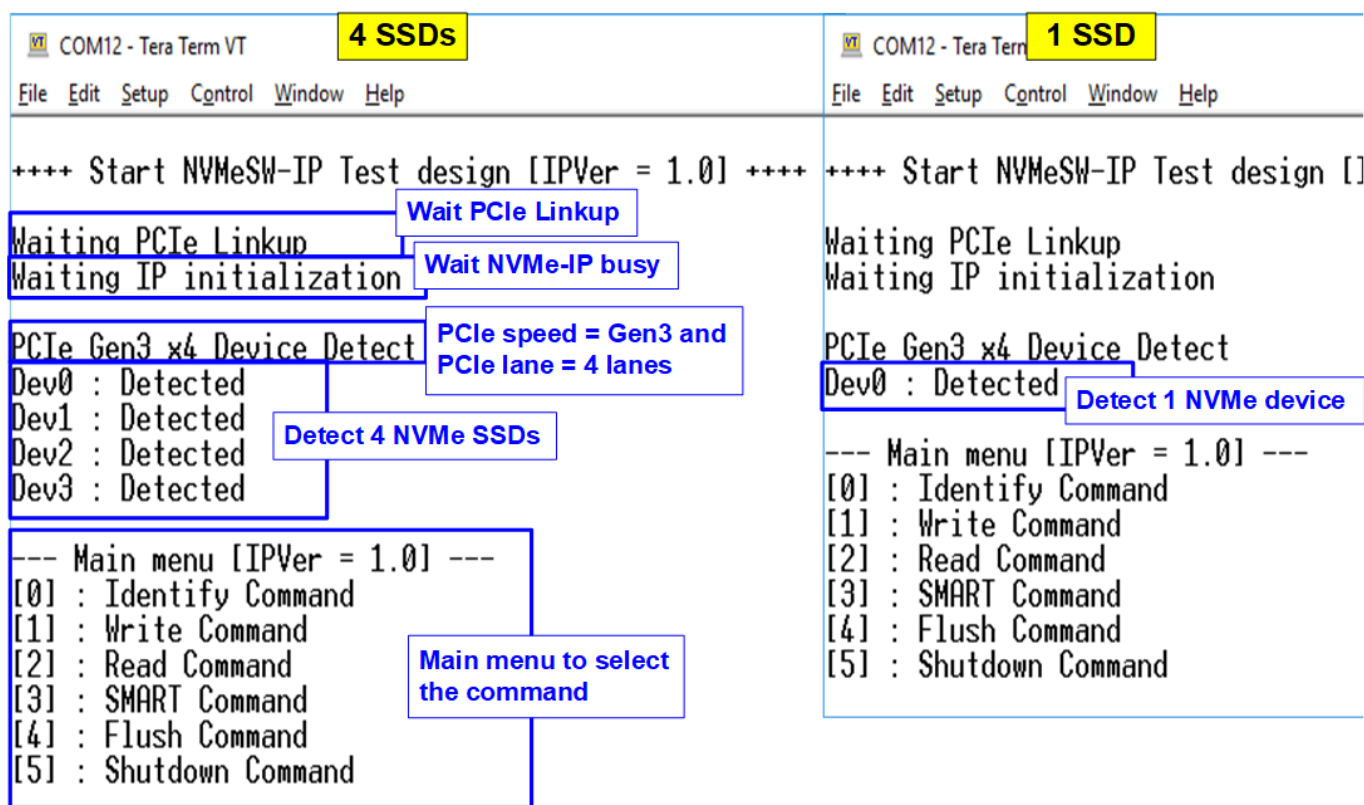 4 SSDs
COM12 - Tera Term VT
File Edit Setup Control Window Help
++++ Start NVMeSW-IP Test design [IPVer = 1.0] ++++
Wait PCIe Linkup
Waiting PCIe Linkup
Wait NVMe-IP busy
Waiting IP initialization
PCIe speed = Gen3 and
PCIe lane = 4 lanes
PCIe Gen3 x4 Device Detect
Dev0 : Detected
Dev1 : Detected
Detect 4 NVMe SSDs
Dev2 : Detected
Dev3 : Detected
--- Main menu [IPVer = 1.0] ---
[0] : Identify Command
[1] : Write Command
[2] : Read Command
Main menu to select
the command
[3] : SMART Command
[4] : Flush Command
[5] : Shutdown Command
1 SSD
COM12 - Tera Tern
File Edit Setup Control Window Help
++++ Start NVMeSW-IP Test design [
Waiting PCIe Linkup
Waiting IP initialization
PCIe Gen3 x4 Device Detect
Dev0 : Detected
Detect 1 NVMe device
--- Main menu [IPVer = 1.0] ---
[0] : Identify Command
[1] : Write Command
[2] : Read Command
[3] : SMART Command
[4] : Flush Command
[5] : Shutdown Command